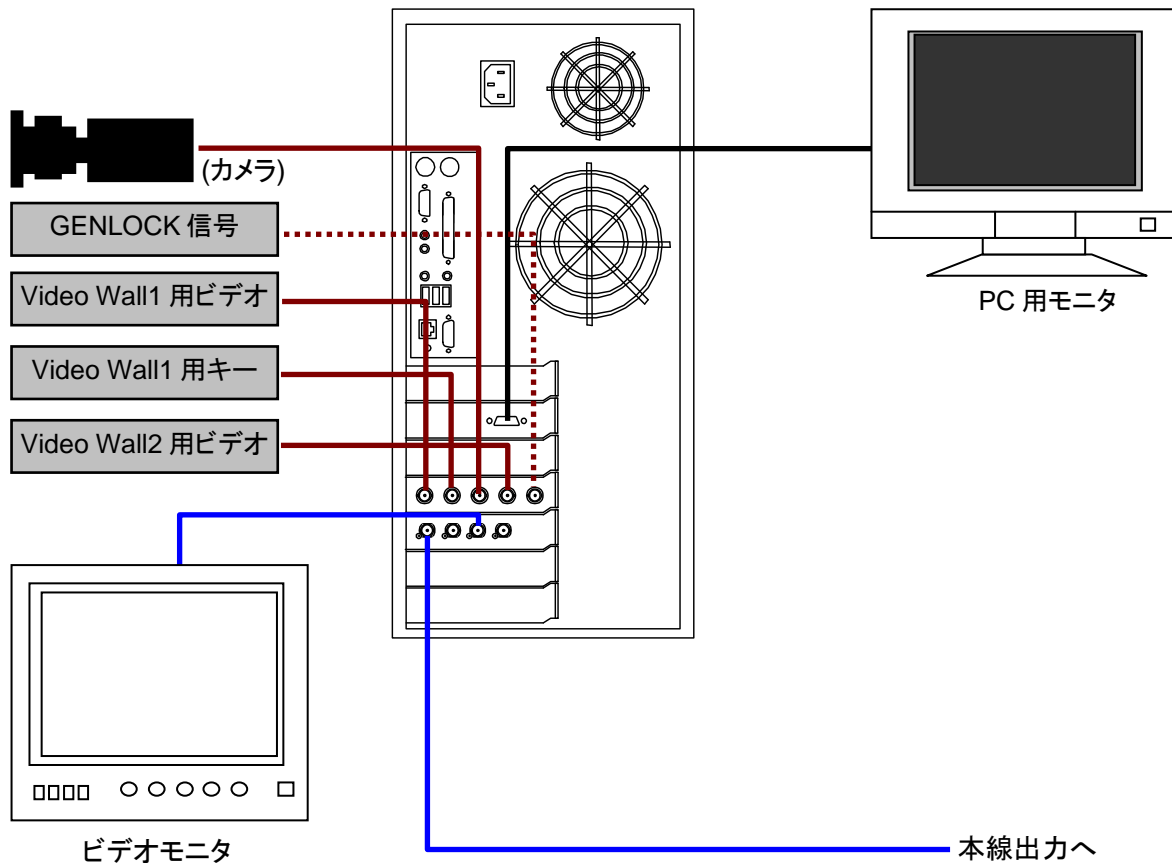 (カメラ)
GENLOCK 信号
Video Wall1 用ビデオ
Video Wall1 用キー
Video Wall2 用ビデオ
PC 用モニタ
ビデオモニタ
本線出力へ